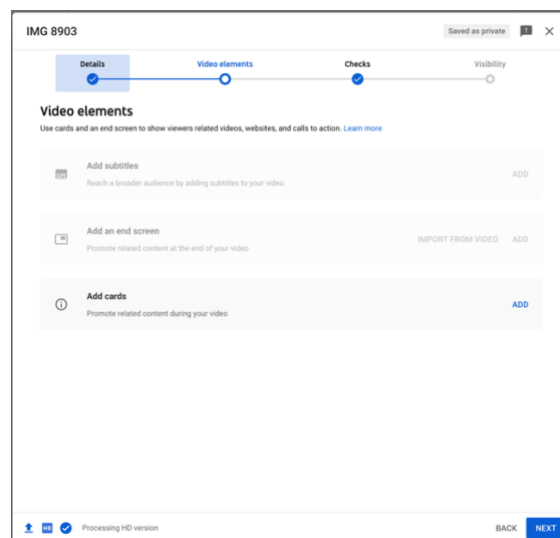 IMG 8903
Saved as private
Details
Video elements
Checks
Visibility
Video elements
Use cards and an end screen to show viewers related videos, websites, and calls to action. Learn more
Add subtitles
Reach a broader audience by adding subtitles to your video
ADD
Add an end screen
Promote related content at the end of your video
IMPORT FROM VIDEO ADD
Add cards
Promote related content during your video
ADD
HD Processing HD version
BACK NEXT